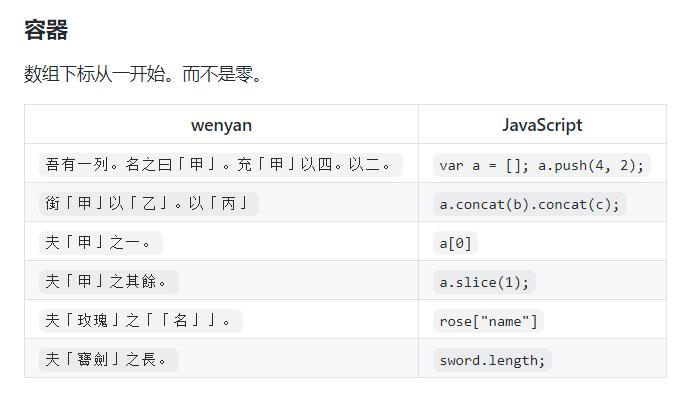 容器
数组下标从一开始。而不是零。
wenyan JavaScript
吾有一列。名之曰「甲」。充「甲」以四。以二。 var a = []; a.push(4, 2);
銜「甲」以「乙」。以「丙」 a.concat(b).concat(c);
夫「甲」之一。 a[0]
夫「甲」之其餘。 a.slice(1);
夫「玫瑰」之「「名」」。 rose["name"]
夫「寶劍」之長。 sword.length;